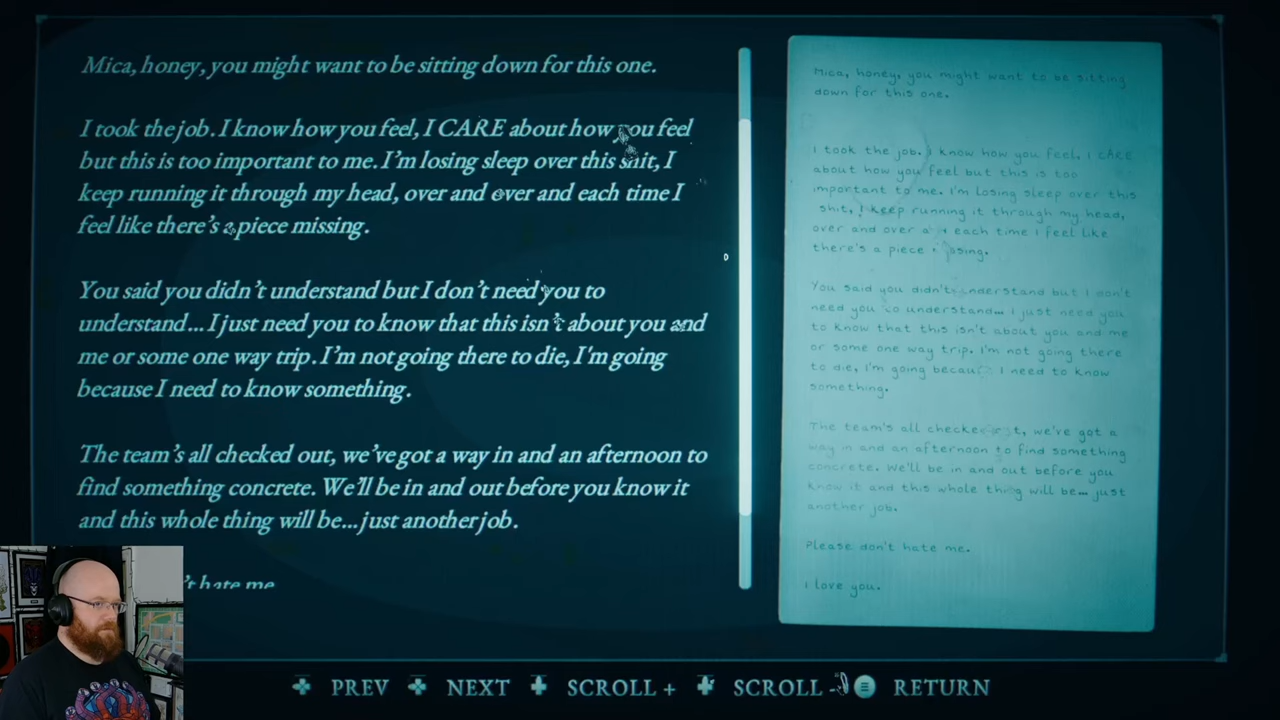 Mica, honey, you might want to be sitting down for this one.
I took the job. I know how you feel, I CARE about how you feel
but this is too important to me. I'm losing sleep over this shit, I
keep running it through my head, over and over and each time I
feel like there's a piece missing.
You said you didn't understand but I don't need you to
understand... I just need you to know that this isn't about you and
me or some one way trip. I'm not going there to die, I'm going
because I need to know something.
The team's all checked out, we've got a way in and an afternoon to
find something concrete. We'll be in and out before you know it
and this whole thing will be... just another job.
't hate me
Mica, honey, you might want to be sitting
down for this one.
I took the job. I know how you feel, I CARE
about how you feel but this is too
important to me. I'm losing sleep over this
shit, I keep running it through my head,
over and over and each time I feel like
there's a piece missing.
You said you didn't understand but I don't
need you to understand... I just need you
to know that this isn't about you and me
or some one way trip. I'm not going there
to die, I'm going because I need to know
something.
The team's all checked out, we've got a
way in and an afternoon to find something
concrete. We'll be in and out before you
know it and this whole thing will be... just
another job.
Please don't hate me.
I love you.
PREV NEXT SCROLL + SCROLL - RETURN